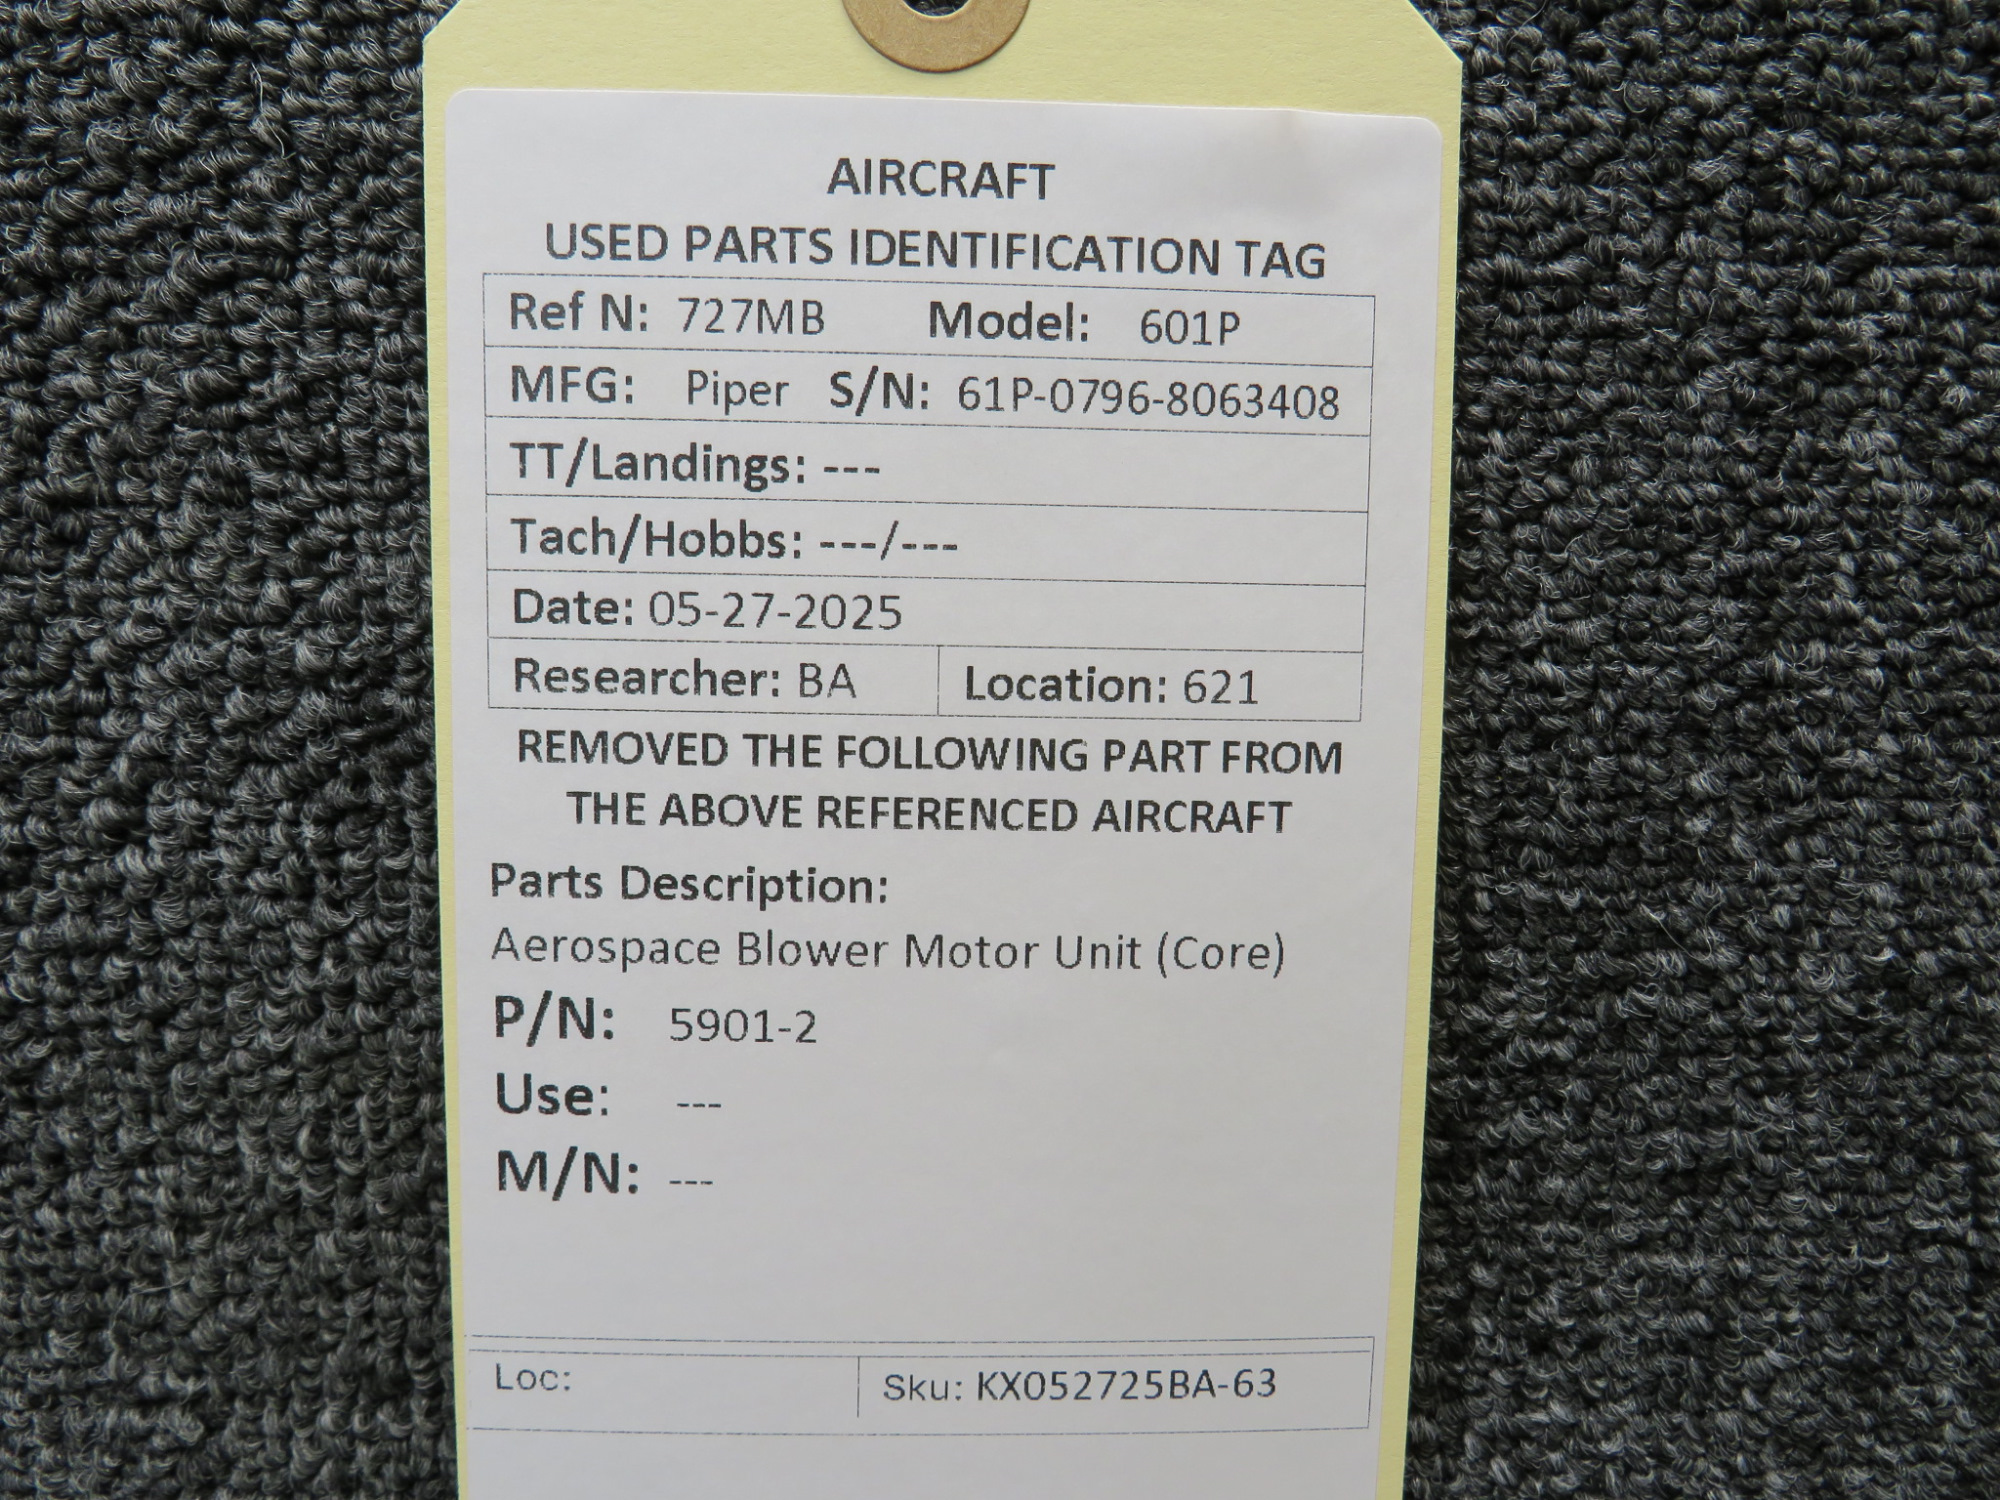 AIRCRAFT
USED PARTS IDENTIFICATION TAG
Ref N: 727MB Model: 601P
MFG: Piper S/N: 61P-0796-8063408
TT/Landings: ---
Tach/Hobbs: ---/---
Date: 05-27-2025
Researcher: BA Location: 621
REMOVED THE FOLLOWING PART FROM
THE ABOVE REFERENCED AIRCRAFT
Parts Description:
Aerospace Blower Motor Unit (Core)
P/N: 5901-2
Use: ---
M/N: ---
Loc: Sku: KX052725BA-63